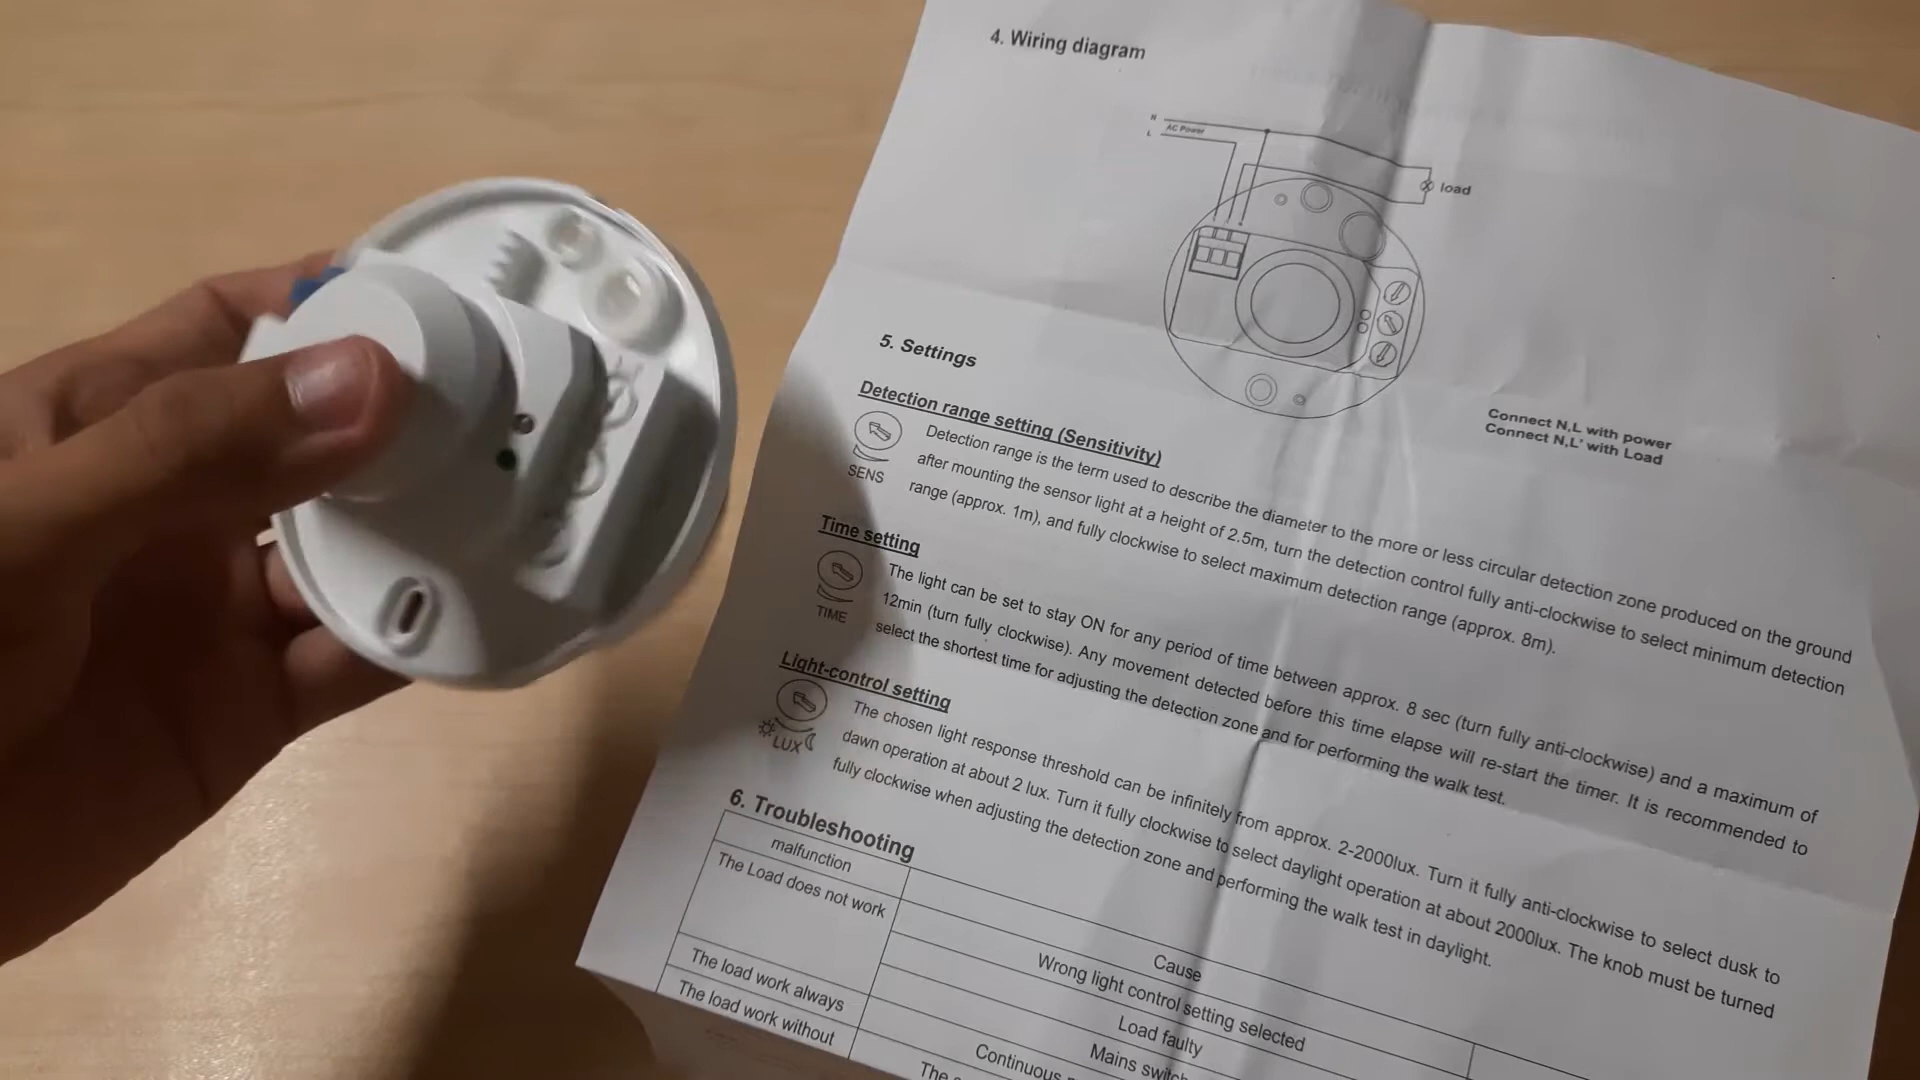 4. Wiring diagram
N
AC Power
L
load
Connect N,L with power
Connect N,L' with Load
5. Settings
Detection range setting (Sensitivity)
SENS
Detection range is the term used to describe the diameter to the more or less circular detection zone produced on the ground
after mounting the sensor light at a height of 2.5m, turn the detection control fully anti-clockwise to select minimum detection
range (approx. 1m), and fully clockwise to select maximum detection range (approx. 8m).
Time setting
TIME
The light can be set to stay ON for any period of time between approx. 8 sec (turn fully anti-clockwise) and a maximum of
12min (turn fully clockwise). Any movement detected before this time elapse will re-start the timer. It is recommended to
select the shortest time for adjusting the detection zone and for performing the walk test.
Light-control setting
LUX
The chosen light response threshold can be infinitely from approx. 2-2000lux. Turn it fully anti-clockwise to select dusk to
dawn operation at about 2 lux. Turn it fully clockwise to select daylight operation at about 2000lux. The knob must be turned
fully clockwise when adjusting the detection zone and performing the walk test in daylight.
6. Troubleshooting
malfunction
Cause
The Load does not work
Wrong light control setting selected
Load faulty
Mains switch
The load work always
Continuous
The load work without
The